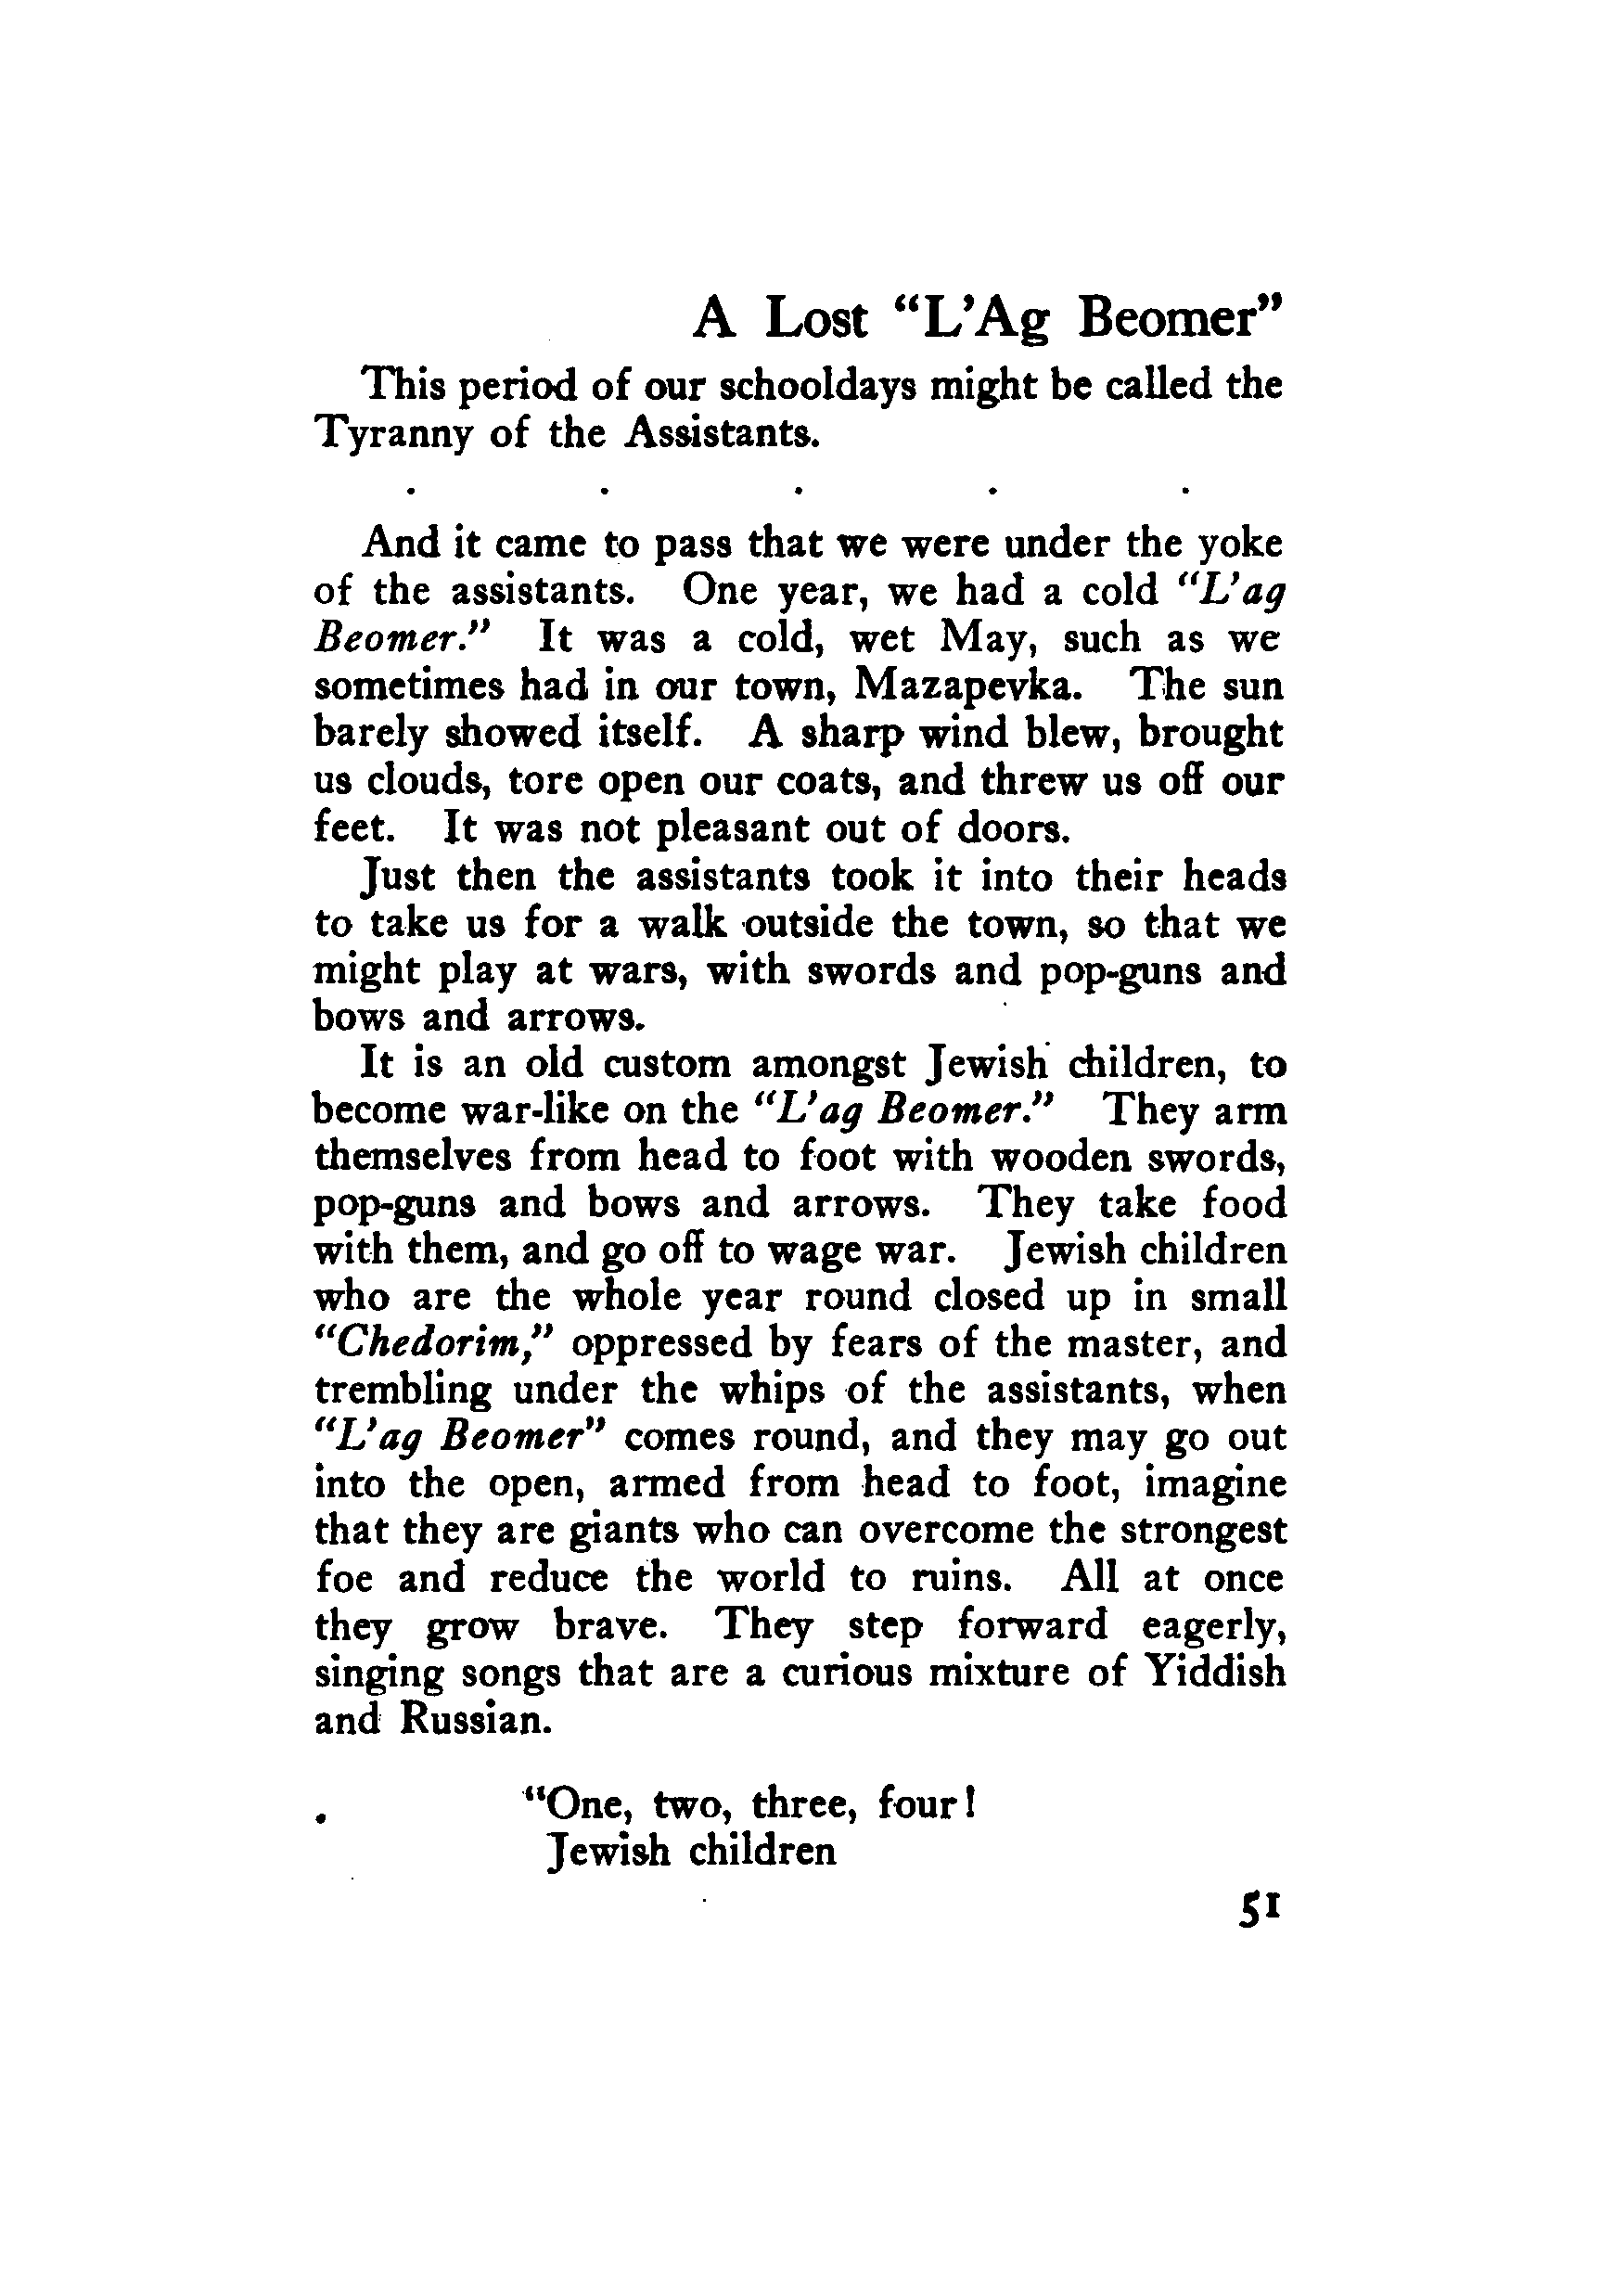 A Lost “L’Ag Beomer”
This period of our schooldays might be called the
Tyranny of the Assistants.
. . . . .
And it came to pass that we were under the yoke
of the assistants. One year, we had a cold “L’ag
Beomer.” It was a cold, wet May, such as we
sometimes had in our town, Mazapevka. The sun
barely showed itself. A sharp wind blew, brought
us clouds, tore open our coats, and threw us off our
feet. It was not pleasant out of doors.
Just then the assistants took it into their heads
to take us for a walk outside the town, so that we
might play at wars, with swords and pop-guns and
bows and arrows.
It is an old custom amongst Jewish children, to
become war-like on the “L’ag Beomer.” They arm
themselves from head to foot with wooden swords,
pop-guns and bows and arrows. They take food
with them, and go off to wage war. Jewish children
who are the whole year round closed up in small
“Chedorim,” oppressed by fears of the master, and
trembling under the whips of the assistants, when
“L’ag Beomer” comes round, and they may go out
into the open, armed from head to foot, imagine
that they are giants who can overcome the strongest
foe and reduce the world to ruins. All at once
they grow brave. They step forward eagerly,
singing songs that are a curious mixture of Yiddish
and Russian.
“One, two, three, four!
Jewish children
51